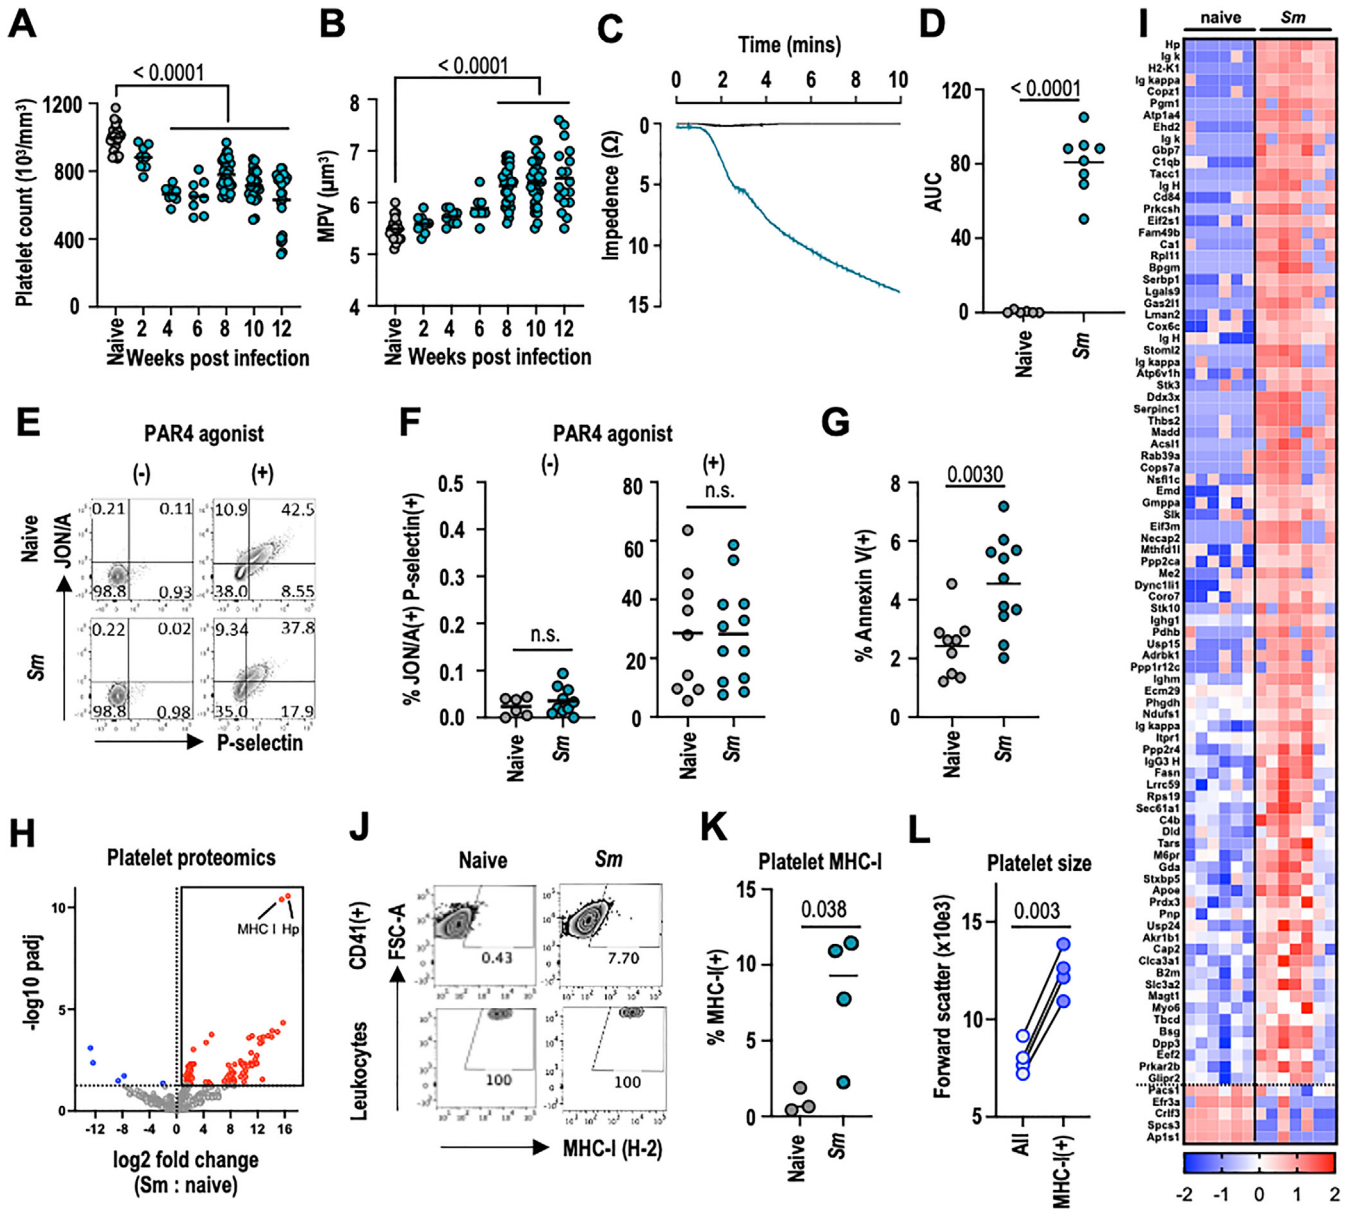 A
< 0.0001
Platelet count (10³/mm³)
1200
800
400
0
Naive
2
4
6
8
10
12
Weeks post infection
B
< 0.0001
MPV (µm³)
8
7
6
5
4
Naive
2
4
6
8
10
12
Weeks post infection
C
Time (mins)
0
2
4
6
8
10
Impedence (Ω)
0
5
10
15
D
< 0.0001
AUC
120
80
40
0
Naive
Sm
E
PAR4 agonist
(-)
(+)
Naive
JON/A
0.21
0.11
98.8
0.93
10.9
42.5
38.0
8.55
Sm
0.22
0.02
98.8
0.98
9.34
37.8
35.0
17.9
P-selectin
F
PAR4 agonist
(-)
(+)
% JON/A(+) P-selectin(+)
0.5
0.4
0.3
0.2
0.1
0.0
n.s.
Naive
Sm
80
60
40
20
0
n.s.
Naive
Sm
G
0.0030
% Annexin V(+)
8
6
4
2
0
Naive
Sm
H
Platelet proteomics
-log10 padj
10
5
0
MHC I Hp
-12
-8
-4
0
4
8
12
16
log2 fold change
(Sm : naive)
J
Naive
Sm
CD41(+)
FSC-A
0.43
7.70
Leukocytes
100
100
MHC-I (H-2)
K
Platelet MHC-I
0.038
% MHC-I(+)
15
10
5
0
Naive
Sm
L
Platelet size
0.003
Forward scatter (x10e3)
15
10
5
All
MHC-I(+)
I
naive
Sm
Hp
Ig k
H2-K1
Ig kappa
Copz1
Pgm1
Atp1a4
Ehd2
Ig k
Gbp7
C1qb
Tacc1
Ig H
Cd84
Prkcsh
Eif2s1
Fam49b
Ca1
Rpl11
Bpgm
Serbp1
Lgals9
Gas2l1
Lman2
Cox6c
Ig H
Stoml2
Ig kappa
Atp6v1h
Stk3
Ddx3x
Serpinc1
Thbs2
Madd
Acsl1
Rab39a
Cops7a
Nsfl1c
Emd
Gmppa
Slk
Eif3m
Necap2
Mthfd1l
Ppp2ca
Me2
Dync1li1
Coro7
Stk10
Ighg1
Pdhb
Usp15
Adrbk1
Ppp1r12c
Ighm
Ecm29
Phgdh
Ndufs1
Ig kappa
Itpr1
Ppp2r4
IgG3 H
Fasn
Lrrc59
Rps19
Sec61a1
C4b
Dld
Tars
M6pr
Gda
Stxbp5
Apoe
Prdx3
Pnp
Usp24
Akr1b1
Cap2
Clca3a1
B2m
Slc3a2
Magt1
Myo6
Tbcd
Bsg
Dpp3
Eef2
Prkar2b
Glipr2
Pacs1
Efr3a
Crlf3
Spcs3
Ap1s1
-2
-1
0
1
2